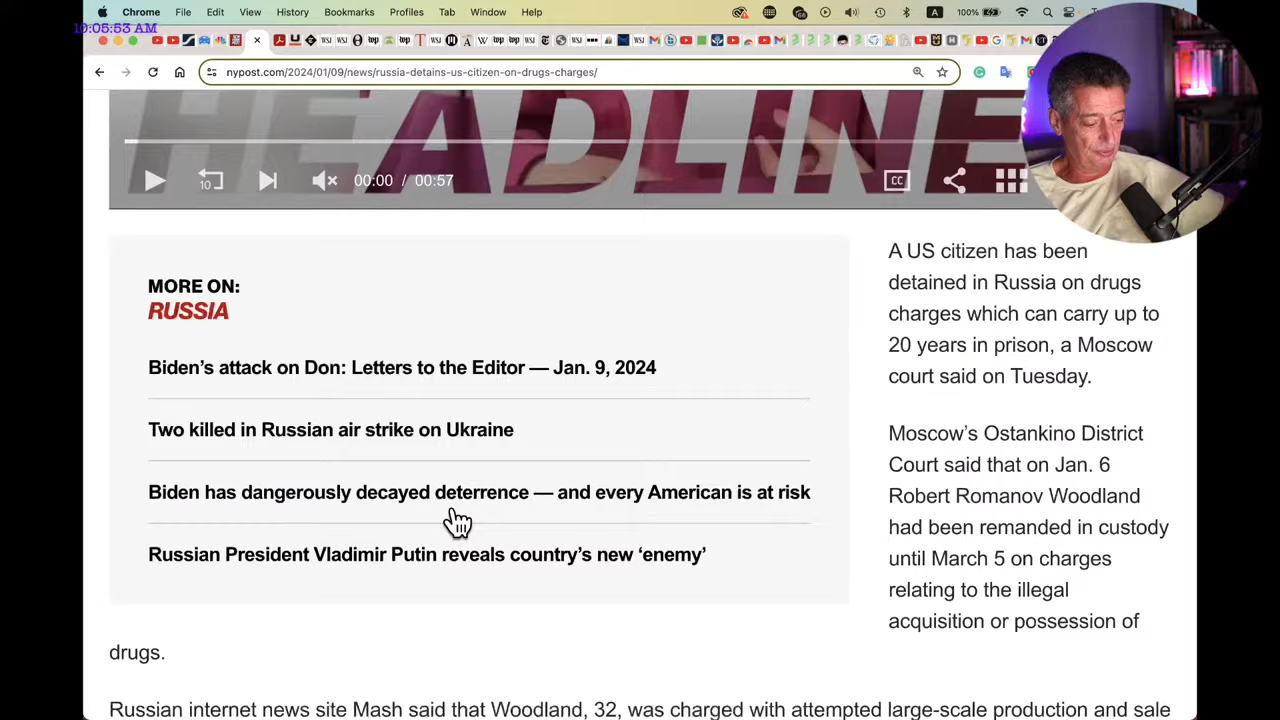 Chrome File Edit View History Bookmarks Profiles Tab Window Help A 100%
10:05:53 AM
nypost.com/2024/01/09/news/russia-detains-us-citizen-on-drugs-charges/
HEADLINE
10 00:00 / 00:57 CC
MORE ON:
RUSSIA
Biden’s attack on Don: Letters to the Editor — Jan. 9, 2024
Two killed in Russian air strike on Ukraine
Biden has dangerously decayed deterrence — and every American is at risk
Russian President Vladimir Putin reveals country’s new ‘enemy’
A US citizen has been
detained in Russia on drugs
charges which can carry up to
20 years in prison, a Moscow
court said on Tuesday.
Moscow’s Ostankino District
Court said that on Jan. 6
Robert Romanov Woodland
had been remanded in custody
until March 5 on charges
relating to the illegal
acquisition or possession of
drugs.
Russian internet news site Mash said that Woodland, 32, was charged with attempted large-scale production and sale